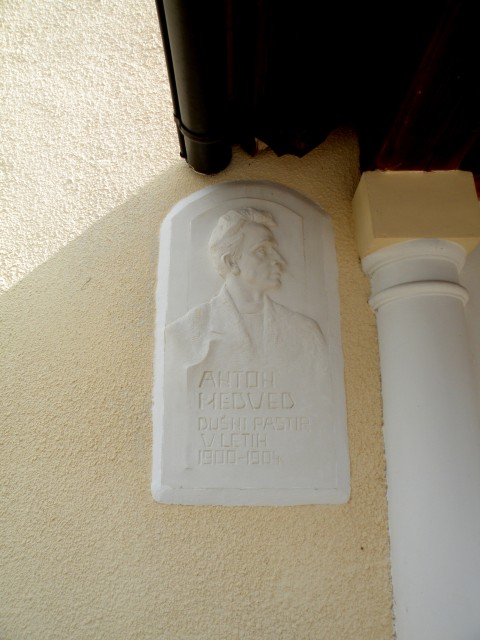 ANTON
MEDVED
DUŠNI PASTIR
V LETIH
1900-1904